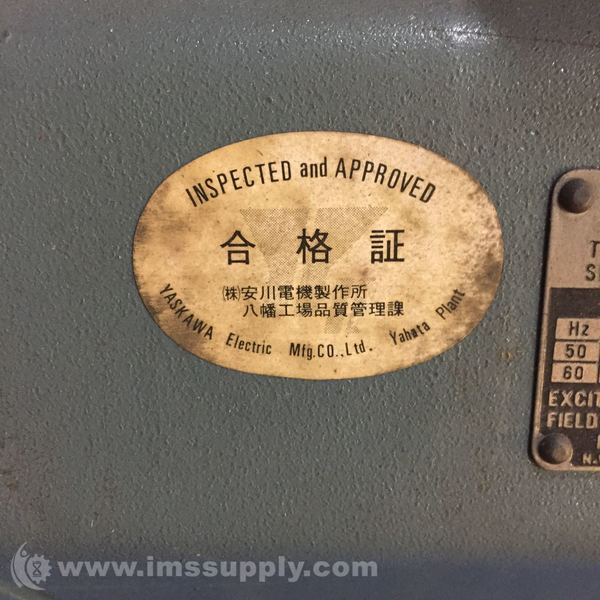 INSPECTED and APPROVED
合格証
(株)安川電機製作所
八幡工場品質管理課
YASKAWA Electric Mfg.CO.,Ltd. Yahata Plant
Hz
50
60
FIELD
www.imssupply.com